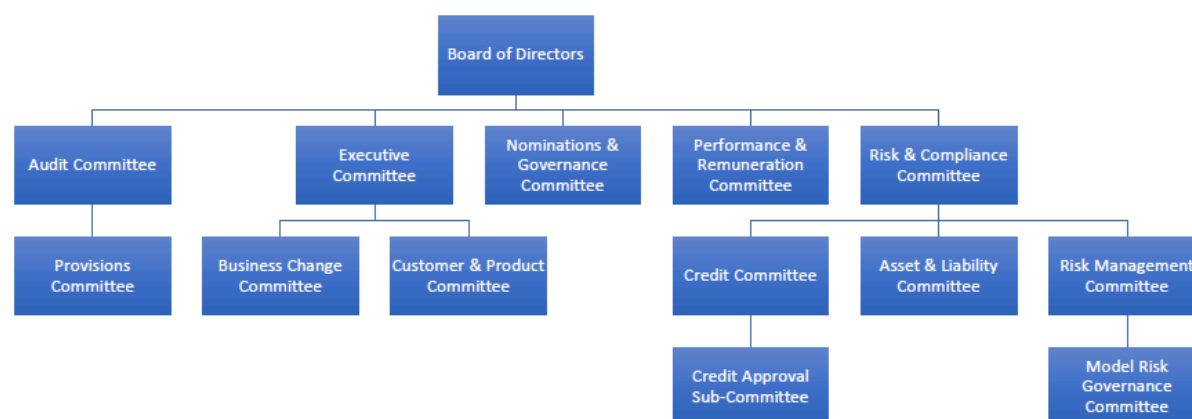 Board of Directors
Audit Committee
Executive
Committee
Nominations &
Governance
Committee
Performance &
Remuneration
Committee
Risk & Compliance
Committee
Provisions
Committee
Business Change
Committee
Customer & Product
Committee
Credit Committee
Asset & Liability
Committee
Risk Management
Committee
Credit Approval
Sub-Committee
Model Risk
Governance
Committee